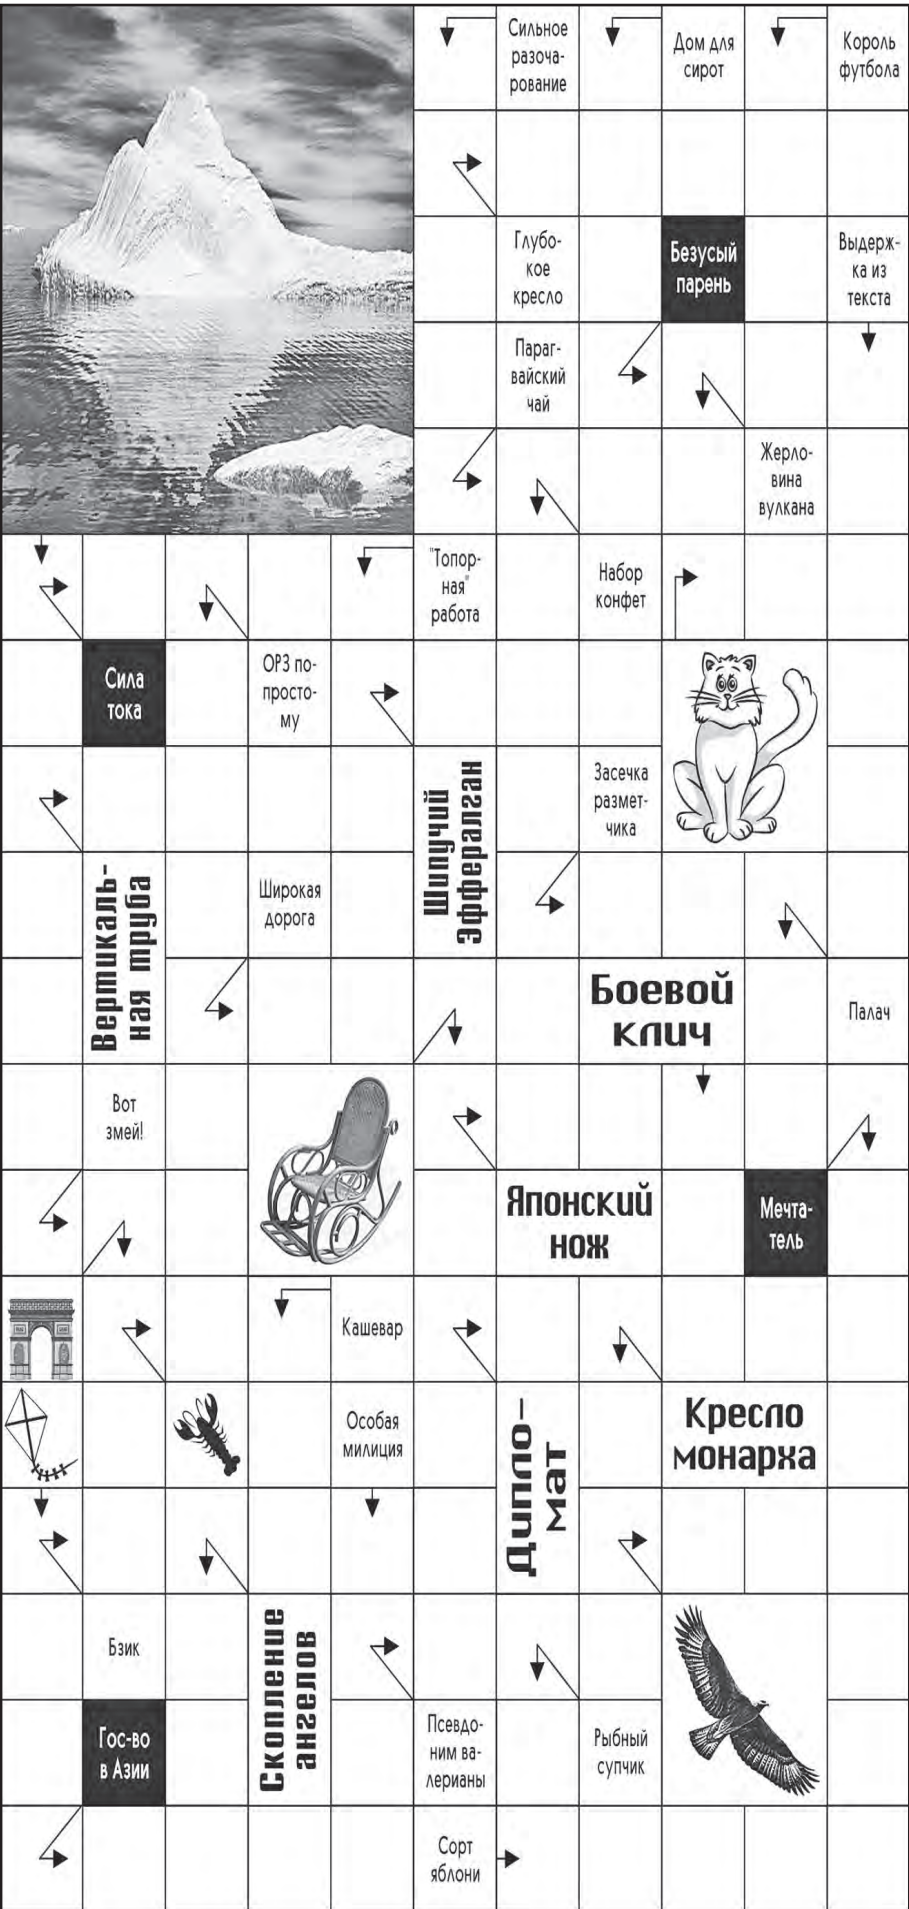 Сильное
разоча-
рование
Дом для
сирот
Король
футбола
Глубо-
кое
кресло
Безусый
парень
Выдерж-
ка из
текста
Параг-
вайский
чай
Жерло-
вина
вулкана
"Топор-
ная"
работа
Набор
конфет
Сила
тока
ОРЗ по-
просто-
му
Шипучий
Эффералган
Засечка
размет-
чика
Вертикаль-
ная труба
Широкая
дорога
Боевой
клич
Палач
Вот
змей!
Японский
нож
Мечта-
тель
Кашевар
Особая
милиция
Дипло-
мат
Кресло
монарха
Бзик
Скопление
ангелов
Гос-во
в Азии
Псевдо-
ним ва-
лерианы
Рыбный
супчик
Сорт
яблони